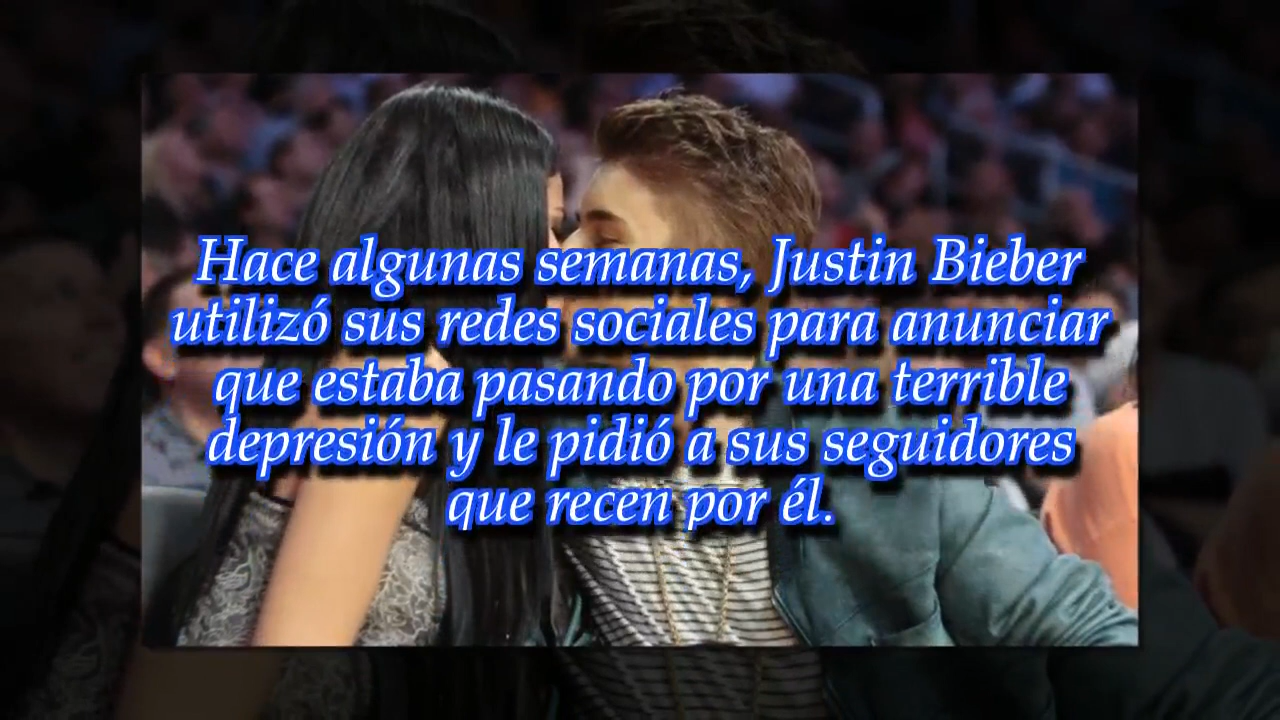 Hace algunas semanas, Justin Bieber
utilizó sus redes sociales para anunciar
que estaba pasando por una terrible
depresión y le pidió a sus seguidores
que recen por él.